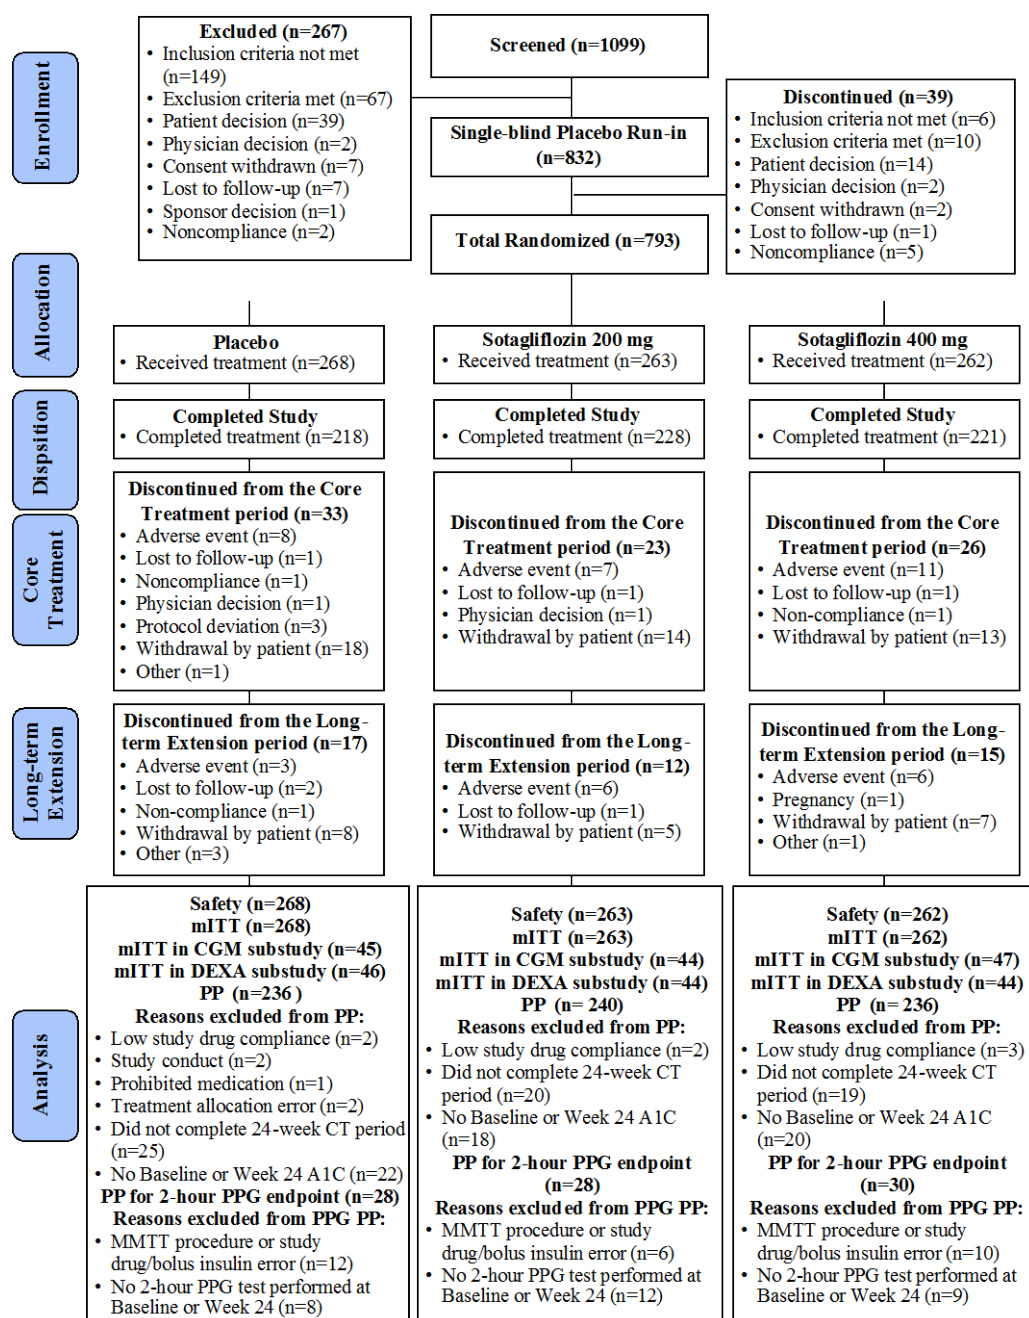 Enrollment
Excluded (n=267)
• Inclusion criteria not met
(n=149)
• Exclusion criteria met (n=67)
• Patient decision (n=39)
• Physician decision (n=2)
• Consent withdrawn (n=7)
• Lost to follow-up (n=7)
• Sponsor decision (n=1)
• Noncompliance (n=2)
Screened (n=1099)
Single-blind Placebo Run-in
(n=832)
Discontinued (n=39)
• Inclusion criteria not met (n=6)
• Exclusion criteria met (n=10)
• Patient decision (n=14)
• Physician decision (n=2)
• Consent withdrawn (n=2)
• Lost to follow-up (n=1)
• Noncompliance (n=5)
Total Randomized (n=793)
Allocation
Placebo
• Received treatment (n=268)
Sotagliflozin 200 mg
• Received treatment (n=263)
Sotagliflozin 400 mg
• Received treatment (n=262)
Dispsition
Completed Study
• Completed treatment (n=218)
Completed Study
• Completed treatment (n=228)
Completed Study
• Completed treatment (n=221)
Core
Treatment
Discontinued from the Core
Treatment period (n=33)
• Adverse event (n=8)
• Lost to follow-up (n=1)
• Noncompliance (n=1)
• Physician decision (n=1)
• Protocol deviation (n=3)
• Withdrawal by patient (n=18)
• Other (n=1)
Discontinued from the Core
Treatment period (n=23)
• Adverse event (n=7)
• Lost to follow-up (n=1)
• Physician decision (n=1)
• Withdrawal by patient (n=14)
Discontinued from the Core
Treatment period (n=26)
• Adverse event (n=11)
• Lost to follow-up (n=1)
• Non-compliance (n=1)
• Withdrawal by patient (n=13)
Long-term
Extension
Discontinued from the Long-
term Extension period (n=17)
• Adverse event (n=3)
• Lost to follow-up (n=2)
• Non-compliance (n=1)
• Withdrawal by patient (n=8)
• Other (n=3)
Discontinued from the Long-
term Extension period (n=12)
• Adverse event (n=6)
• Lost to follow-up (n=1)
• Withdrawal by patient (n=5)
Discontinued from the Long-
term Extension period (n=15)
• Adverse event (n=6)
• Pregnancy (n=1)
• Withdrawal by patient (n=7)
• Other (n=1)
Analysis
Safety (n=268)
mITT (n=268)
mITT in CGM substudy (n=45)
mITT in DEXA substudy (n=46)
PP (n=236 )
Reasons excluded from PP:
• Low study drug compliance (n=2)
• Study conduct (n=2)
• Prohibited medication (n=1)
• Treatment allocation error (n=2)
• Did not complete 24-week CT period
(n=25)
• No Baseline or Week 24 A1C (n=22)
PP for 2-hour PPG endpoint (n=28)
Reasons excluded from PPG PP:
• MMTT procedure or study
drug/bolus insulin error (n=12)
• No 2-hour PPG test performed at
Baseline or Week 24 (n=8)
Safety (n=263)
mITT (n=263)
mITT in CGM substudy (n=44)
mITT in DEXA substudy (n=44)
PP (n= 240)
Reasons excluded from PP:
• Low study drug compliance (n=2)
• Did not complete 24-week CT
period (n=20)
• No Baseline or Week 24 A1C
(n=18)
PP for 2-hour PPG endpoint
(n=28)
Reasons excluded from PPG PP:
• MMTT procedure or study
drug/bolus insulin error (n=6)
• No 2-hour PPG test performed at
Baseline or Week 24 (n=12)
Safety (n=262)
mITT (n=262)
mITT in CGM substudy (n=47)
mITT in DEXA substudy (n=44)
PP (n= 236)
Reasons excluded from PP:
• Low study drug compliance (n=3)
• Did not complete 24-week CT
period (n=19)
• No Baseline or Week 24 A1C
(n=20)
PP for 2-hour PPG endpoint
(n=30)
Reasons excluded from PPG PP:
• MMTT procedure or study
drug/bolus insulin error (n=10)
• No 2-hour PPG test performed at
Baseline or Week 24 (n=9)